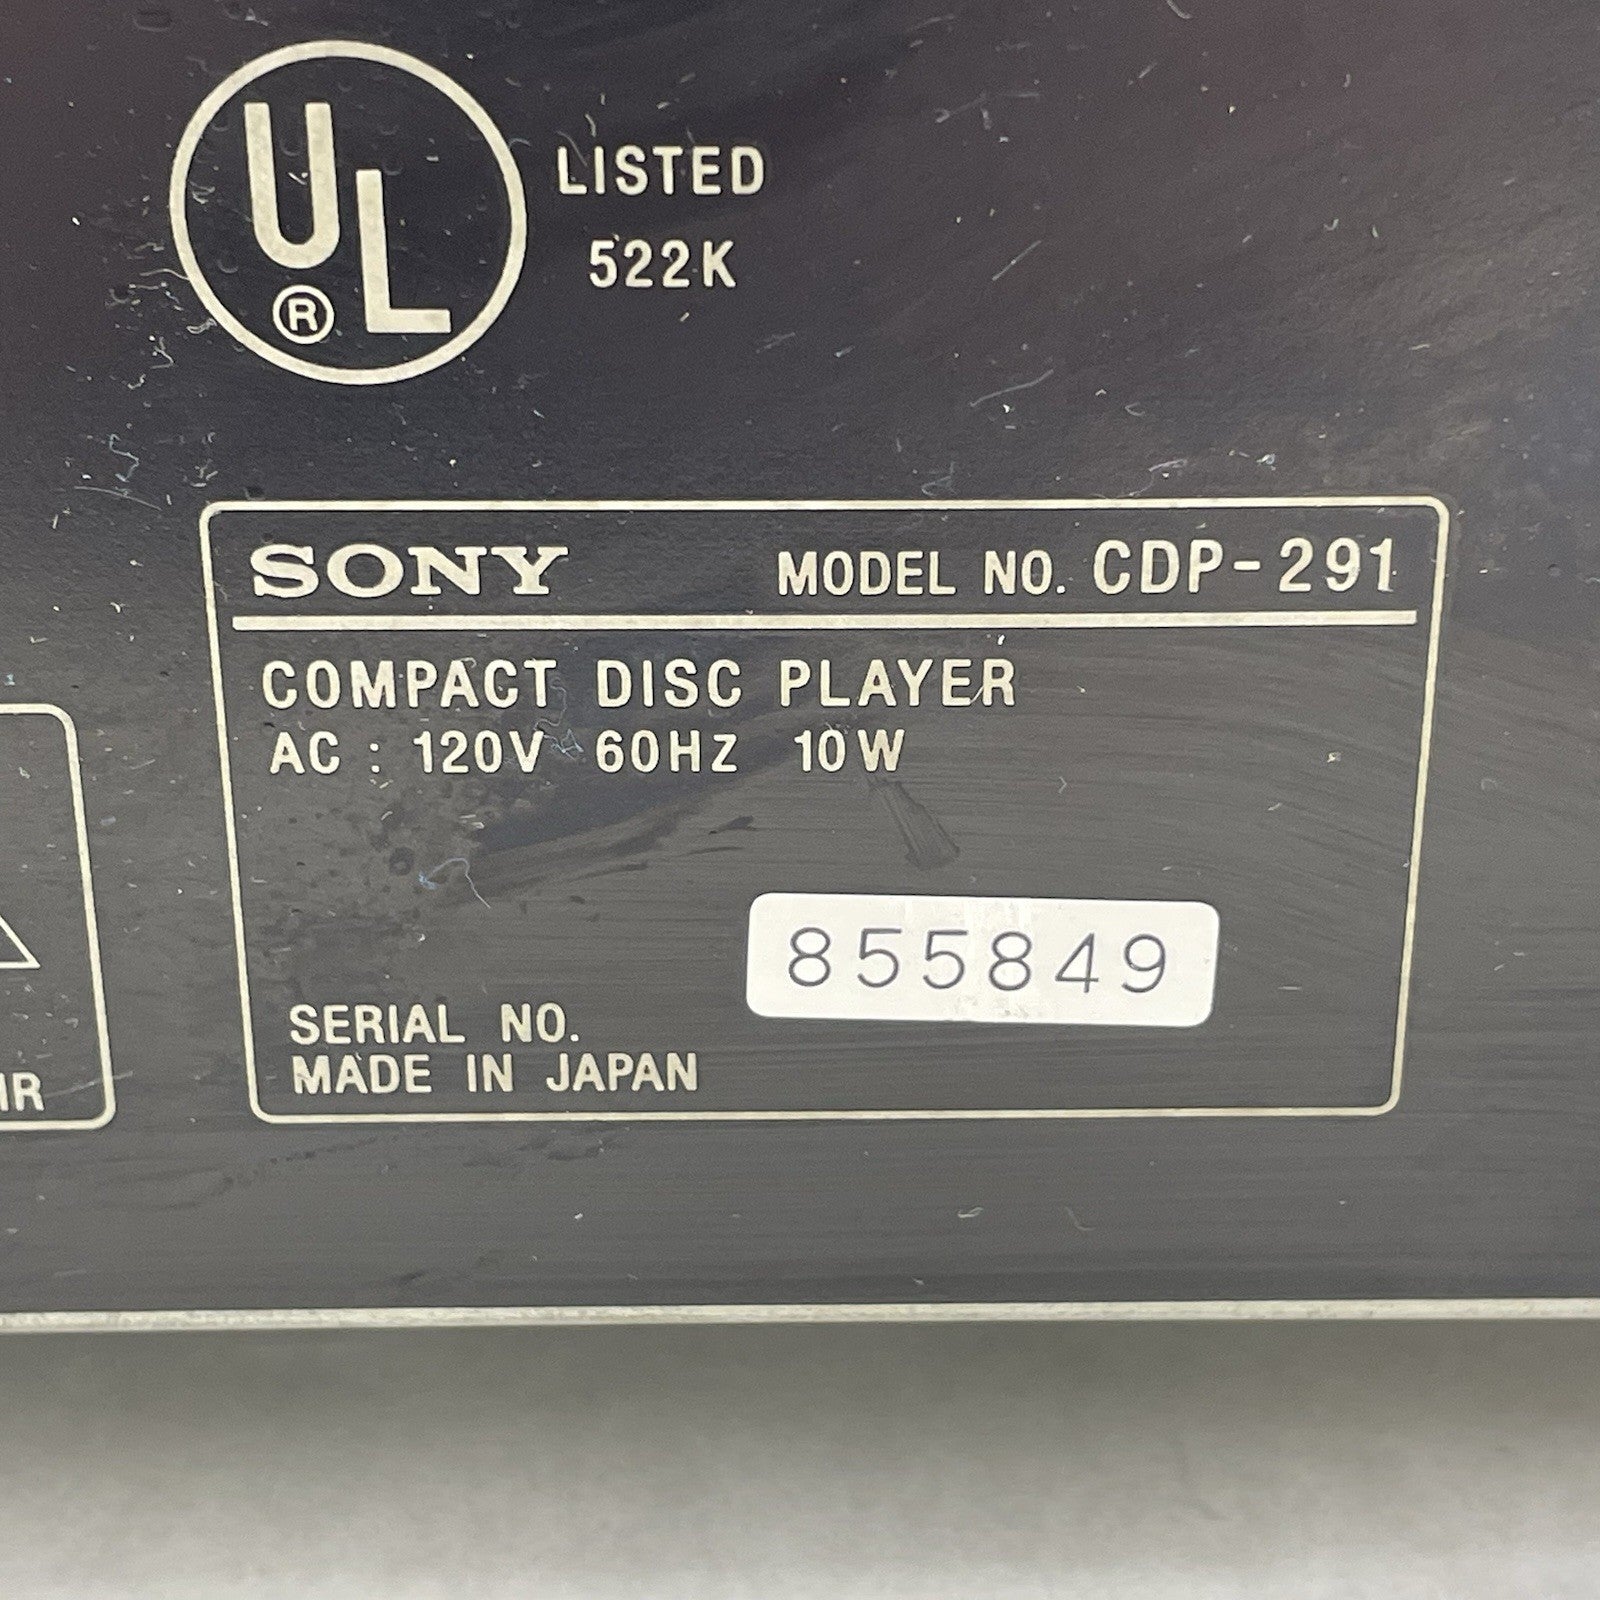 UL®
LISTED
522K
SONY MODEL NO. CDP-291
COMPACT DISC PLAYER
AC : 120V 60HZ 10W
855849
SERIAL NO.
MADE IN JAPAN